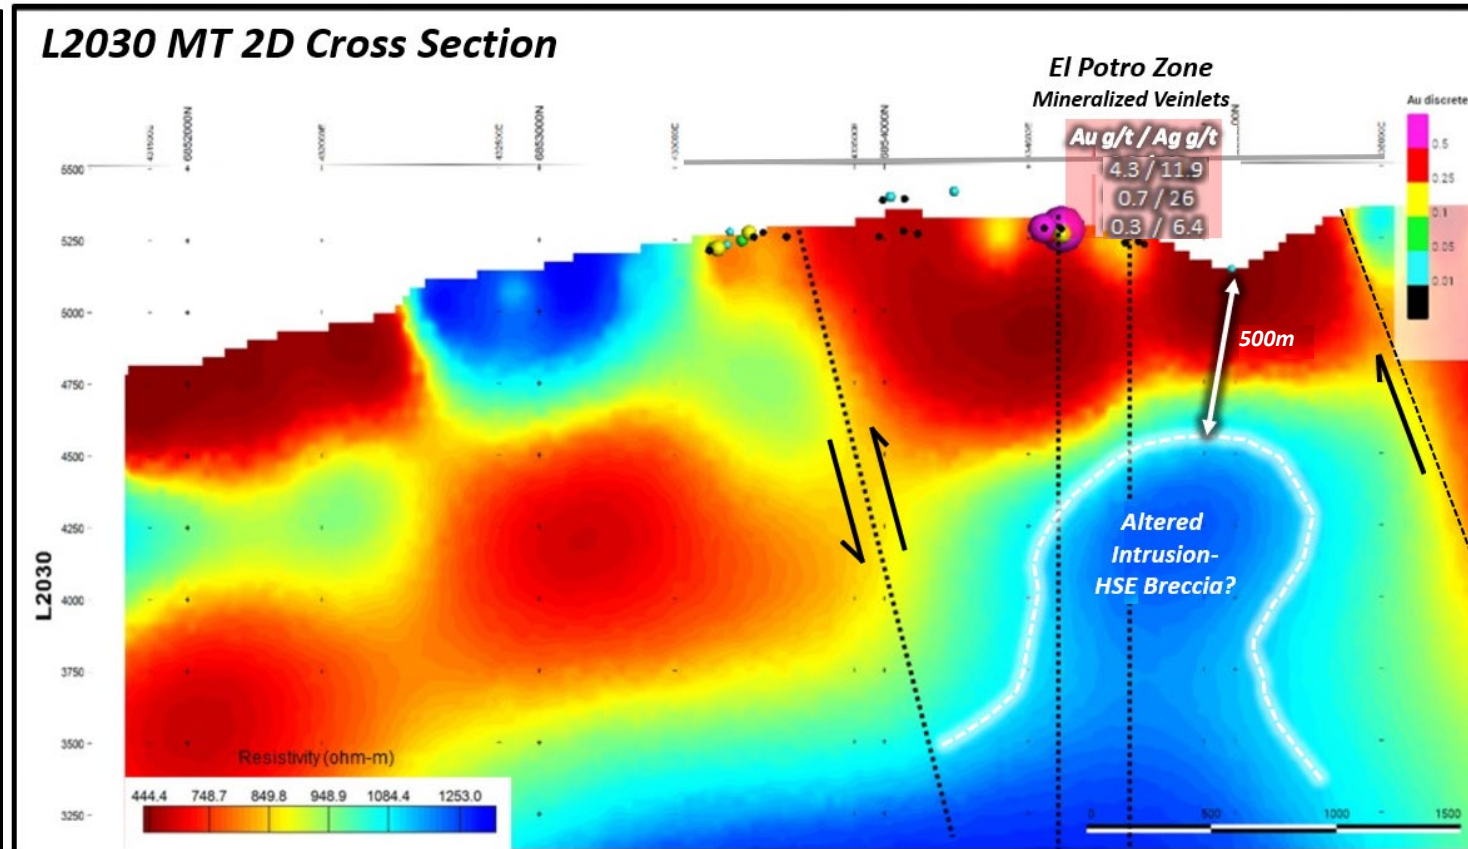 L2030 MT 2D Cross Section
El Potro Zone
Mineralized Veinlets
Au g/t / Ag g/t
4.3 / 11.9
0.7 / 26
0.3 / 6.4
Au discrete
0.5
0.25
0.1
0.05
0.01
6852000N
432500E
6853000N
433000E
6854000N
5500
5250
5000
4750
4500
4250
4000
3750
3500
3250
L2030
500m
Altered
Intrusion-
HSE Breccia?
Resistivity (ohm-m)
444.4 748.7 849.8 948.9 1084.4 1253.0
0 500 1000 1500